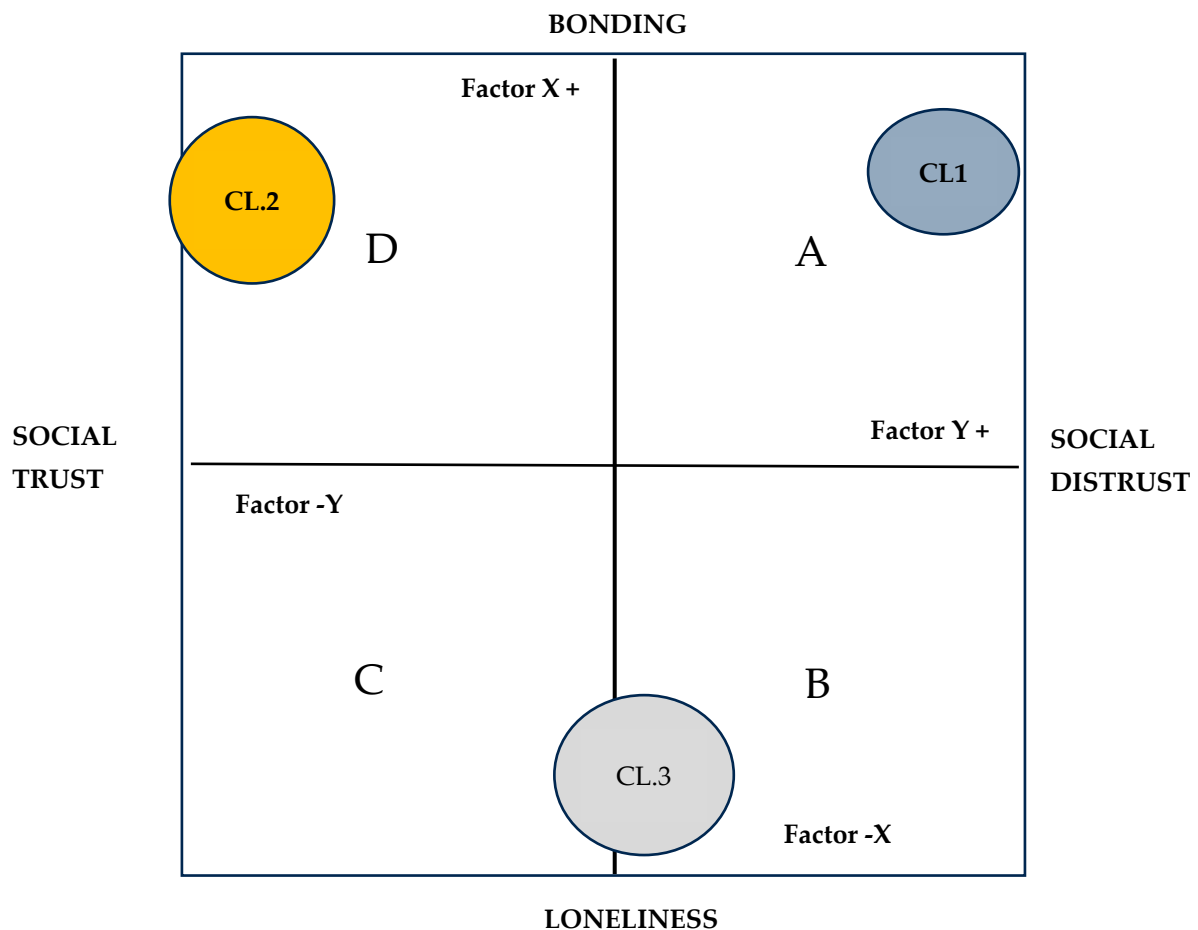 BONDING
Factor X +
CL1
CL.2
D
A
Factor Y +
SOCIAL
TRUST
SOCIAL
DISTRUST
Factor -Y
C
B
CL.3
Factor -X
LONELINESS